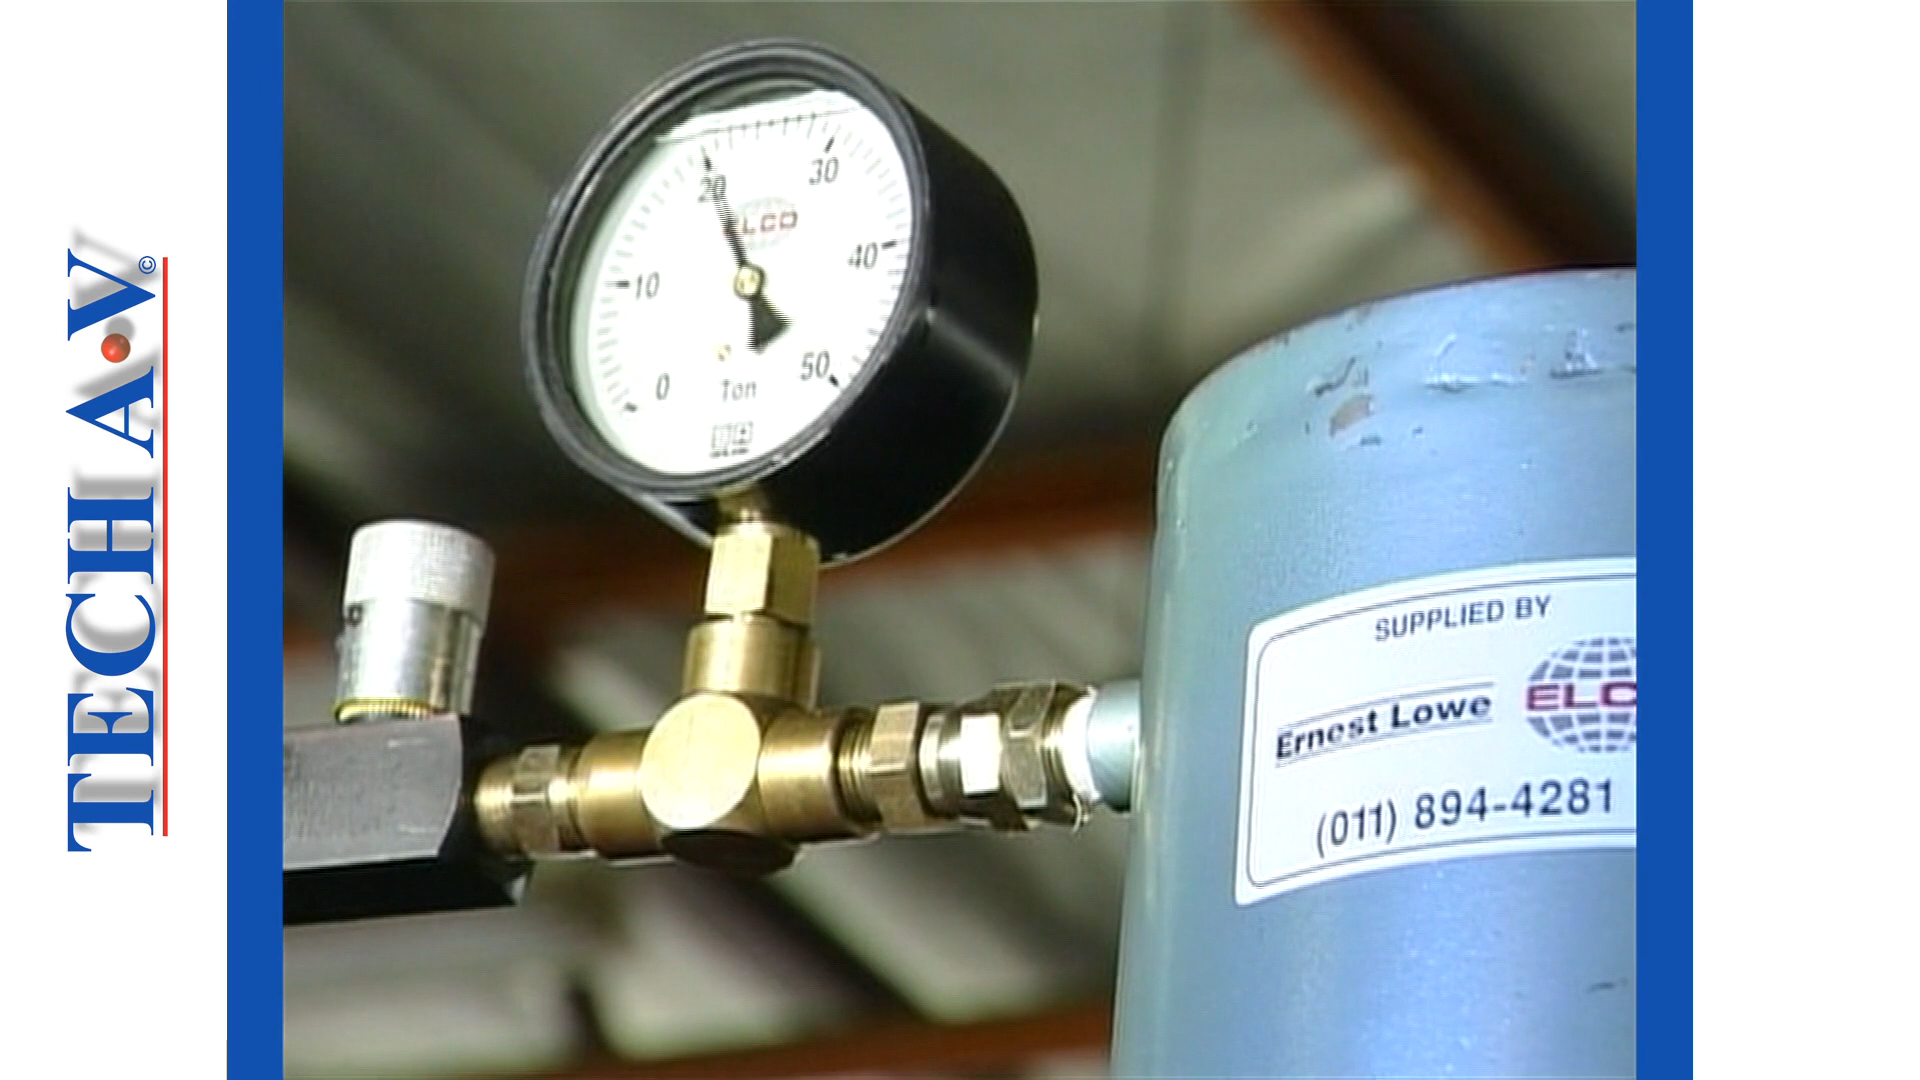 TECH A.V ©
0
10
20
30
40
50
ELCO
Ton
SUPPLIED BY
Ernest Lowe
ELC
(011) 894-4281